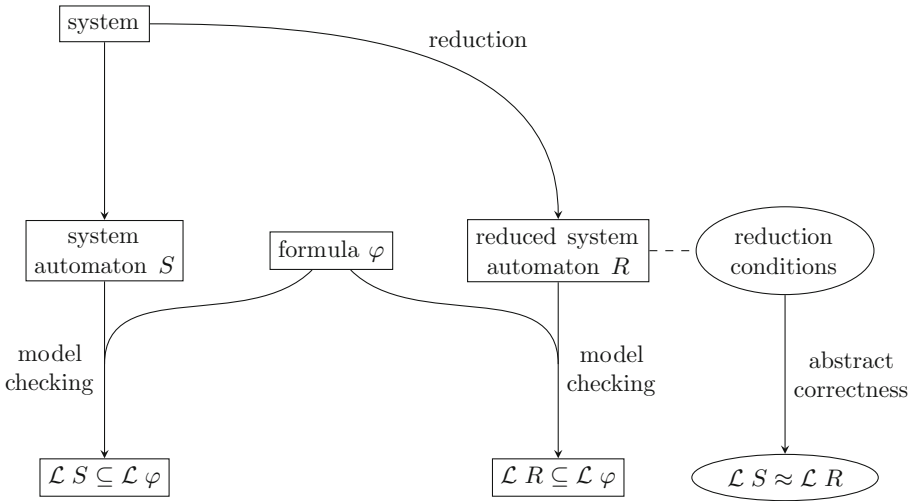 system
reduction
system
automaton S
formula φ
reduced system
automaton R
reduction
conditions
model
checking
model
checking
abstract
correctness
ℒ S ⊆ ℒ φ
ℒ R ⊆ ℒ φ
ℒ S ≈ ℒ R